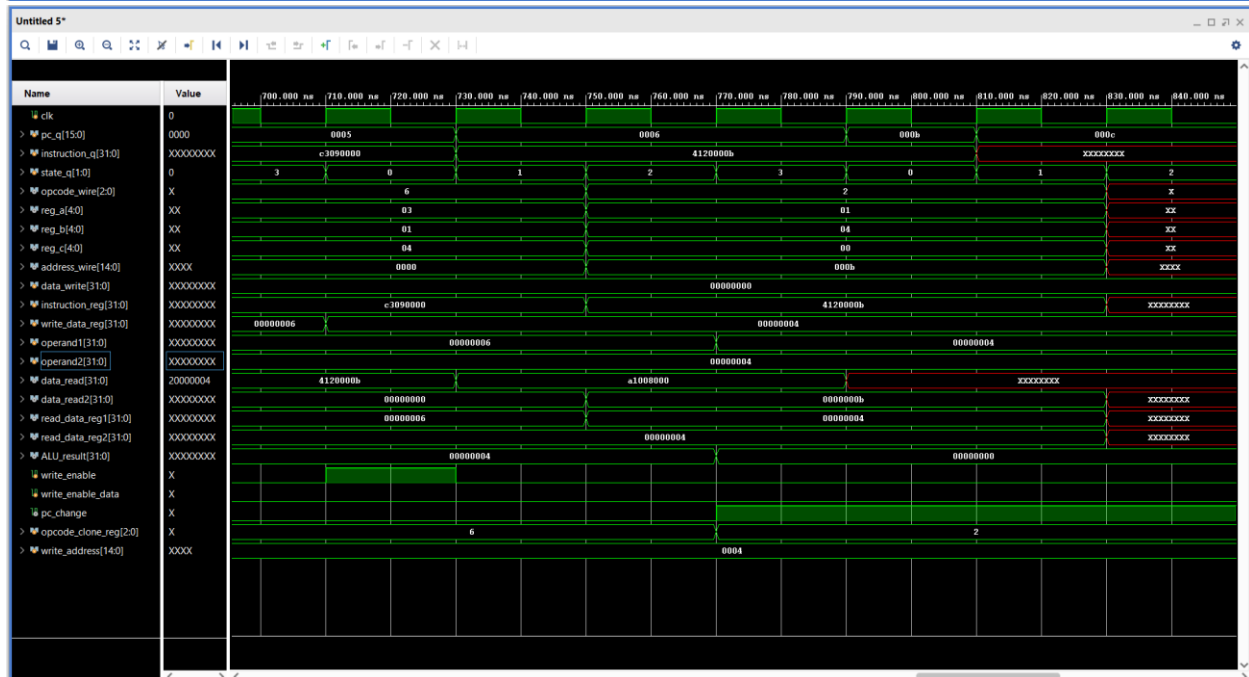 Untitled 5*
Name Value
700.000 ns 710.000 ns 720.000 ns 730.000 ns 740.000 ns 750.000 ns 760.000 ns 770.000 ns 780.000 ns 790.000 ns 800.000 ns 810.000 ns 820.000 ns 830.000 ns 840.000 ns
clk 0
pc_q[15:0] 0000 0005 0006 000b 000c
instruction_q[31:0] XXXXXXXX c3090000 4120000b XXXXXXXX
state_q[1:0] 0 3 0 1 2 3 0 1 2
opcode_wire[2:0] X 6 2 X
reg_a[4:0] XX 03 01 XX
reg_b[4:0] XX 01 04 XX
reg_c[4:0] XX 04 00 XX
address_wire[14:0] XXXX 0000 000b XXXX
data_write[31:0] XXXXXXXX 00000000
instruction_reg[31:0] XXXXXXXX c3090000 4120000b XXXXXXXX
write_data_reg[31:0] XXXXXXXX 00000006 00000004
operand1[31:0] XXXXXXXX 00000006 00000004
operand2[31:0] XXXXXXXX 00000004
data_read[31:0] 20000004 4120000b a1008000 XXXXXXXX
data_read2[31:0] XXXXXXXX 00000000 0000000b XXXXXXXX
read_data_reg1[31:0] XXXXXXXX 00000006 00000004 XXXXXXXX
read_data_reg2[31:0] XXXXXXXX 00000004 XXXXXXXX
ALU_result[31:0] XXXXXXXX 00000004 00000000
write_enable X
write_enable_data X
pc_change X
opcode_clone_reg[2:0] X 6 2
write_address[14:0] XXXX 0004